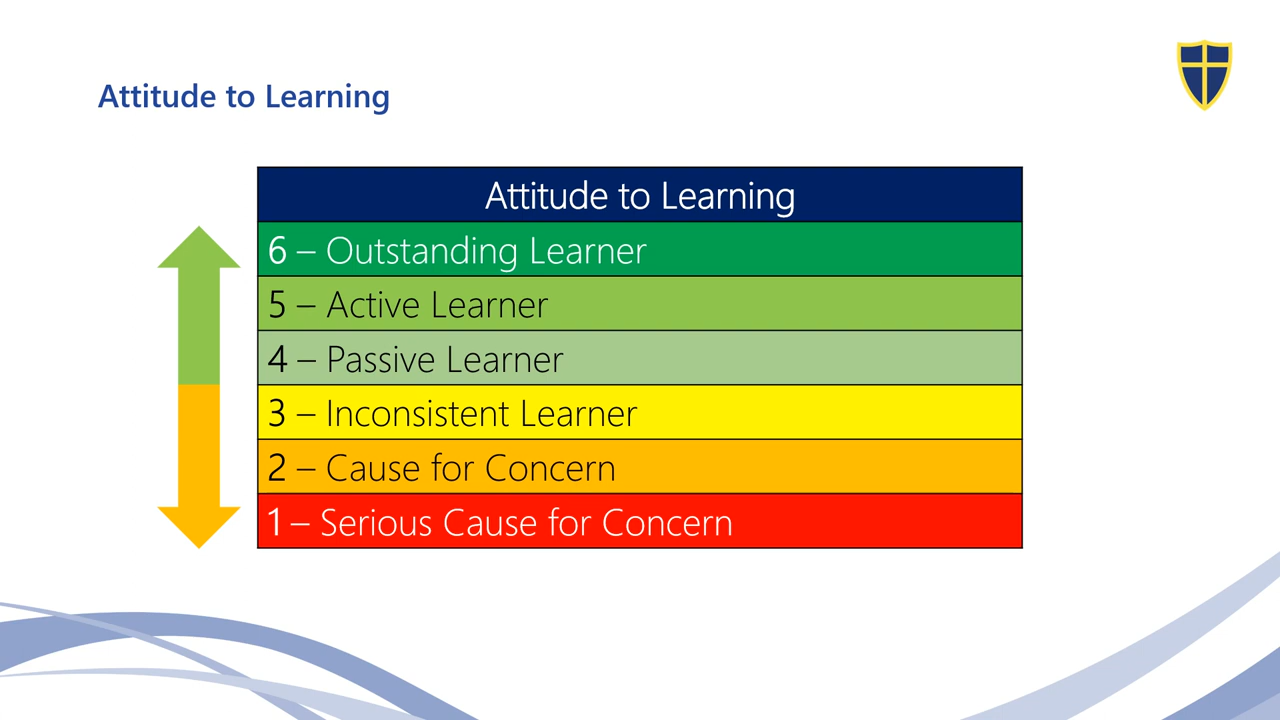 Attitude to Learning
Attitude to Learning
6 – Outstanding Learner
5 – Active Learner
4 – Passive Learner
3 – Inconsistent Learner
2 – Cause for Concern
1 – Serious Cause for Concern